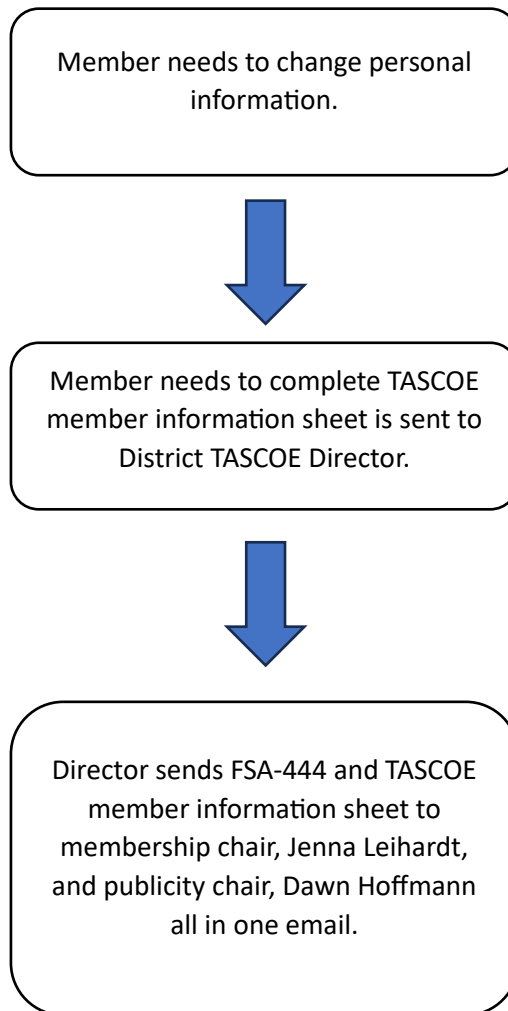 Member needs to change personal
information.
Member needs to complete TASCOE
member information sheet is sent to
District TASCOE Director.
Director sends FSA-444 and TASCOE
member information sheet to
membership chair, Jenna Leihardt,
and publicity chair, Dawn Hoffmann
all in one email.